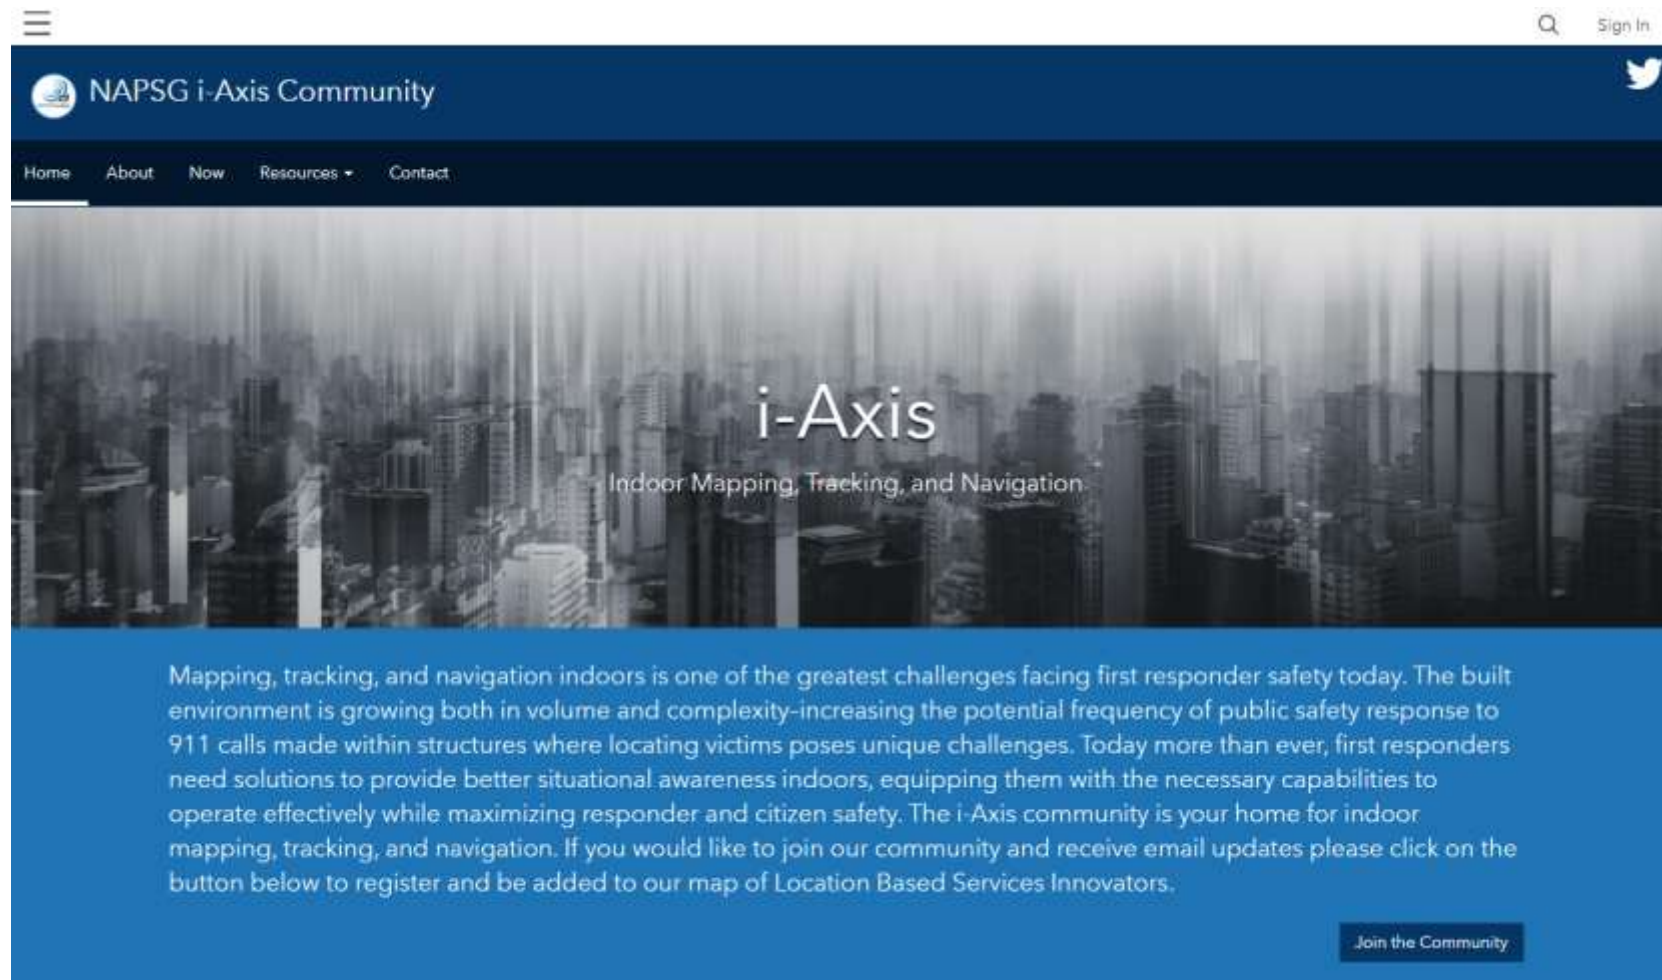 Sign In
NAPSG i-Axis Community
Home About Now Resources Contact
i-Axis
Indoor Mapping, Tracking, and Navigation
Mapping, tracking, and navigation indoors is one of the greatest challenges facing first responder safety today. The built
environment is growing both in volume and complexity-increasing the potential frequency of public safety response to
911 calls made within structures where locating victims poses unique challenges. Today more than ever, first responders
need solutions to provide better situational awareness indoors, equipping them with the necessary capabilities to
operate effectively while maximizing responder and citizen safety. The i-Axis community is your home for indoor
mapping, tracking, and navigation. If you would like to join our community and receive email updates please click on the
button below to register and be added to our map of Location Based Services Innovators.
Join the Community